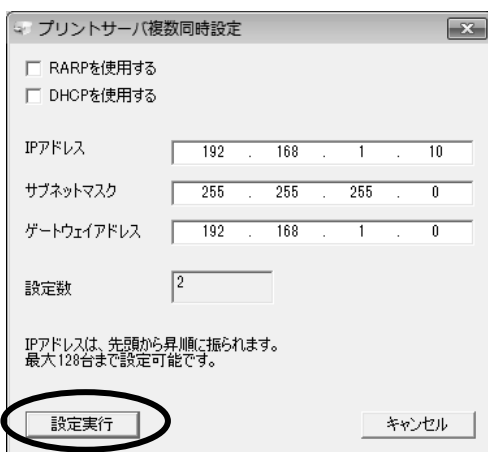 プリントサーバ複数同時設定
RARPを使用する
DHCPを使用する
IPアドレス 192 . 168 . 1 . 10
サブネットマスク 255 . 255 . 255 . 0
ゲートウェイアドレス 192 . 168 . 1 . 0
設定数 2
IPアドレスは、先頭から昇順に振られます。
最大128台まで設定可能です。
設定実行 キャンセル